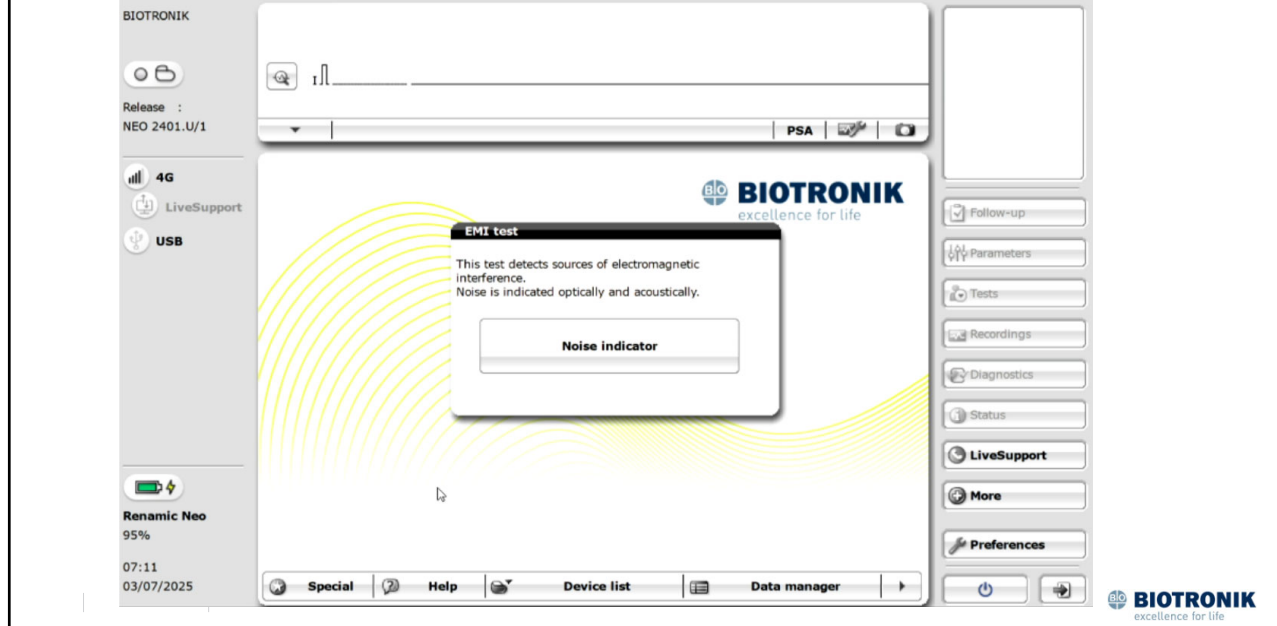 BIOTRONIK
Release :
NEO 2401.U/1
PSA
4G
LiveSupport
USB
BIO BIOTRONIK
excellence for life
EMI test
This test detects sources of electromagnetic
interference.
Noise is indicated optically and acoustically.
Noise indicator
Follow-up
Parameters
Tests
Recordings
Diagnostics
Status
LiveSupport
More
Preferences
Renamic Neo
95%
07:11
03/07/2025
Special
Help
Device list
Data manager
BIO BIOTRONIK
excellence for life